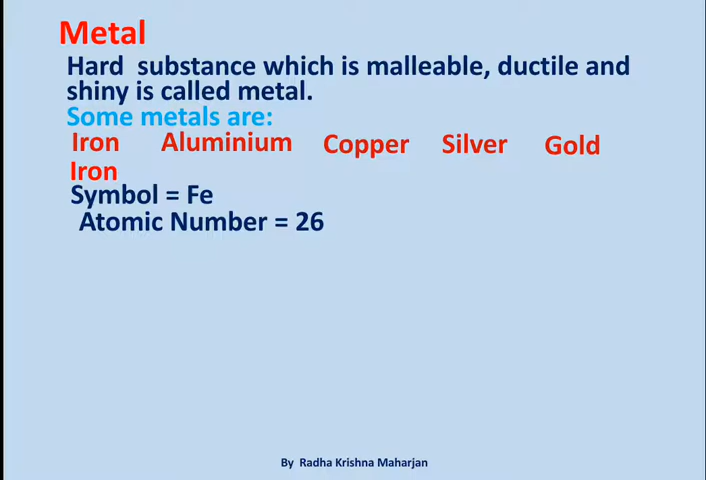 Metal
Hard substance which is malleable, ductile and
shiny is called metal.
Some metals are:
Iron Aluminium Copper Silver Gold
Iron
Symbol = Fe
Atomic Number = 26
By Radha Krishna Maharjan